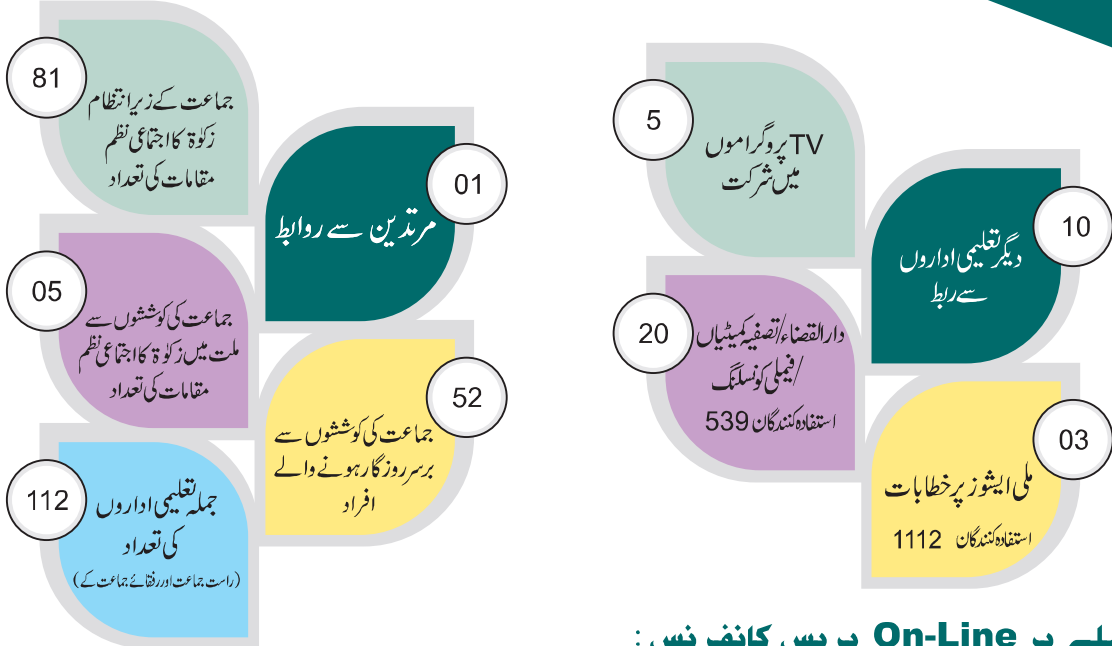 5
TV پروگراموں
میں شرکت
10
دیگر تعلیمی اداروں
سے ربط
20
دارالقضاء/تصفیہ کمیٹیاں
/فیملی کونسلنگ
استفادہ کنندگان 539
03
ملی ایشوز پر خطابات
استفادہ کنندگان 1112
81
جماعت کے زیر انتظام
زکوٰۃ کا اجتماعی نظم
مقامات کی تعداد
01
مرتدین سے روابط
05
جماعت کی کوششوں سے
ملت میں زکوٰۃ کا اجتماعی نظم
مقامات کی تعداد
52
جماعت کی کوششوں سے
برسر روزگار ہونے والے
افراد
112
جملہ تعلیمی اداروں
کی تعداد
(راست جماعت اور رفقائے جماعت کے)
پر On-Line پریس کانفرنس :